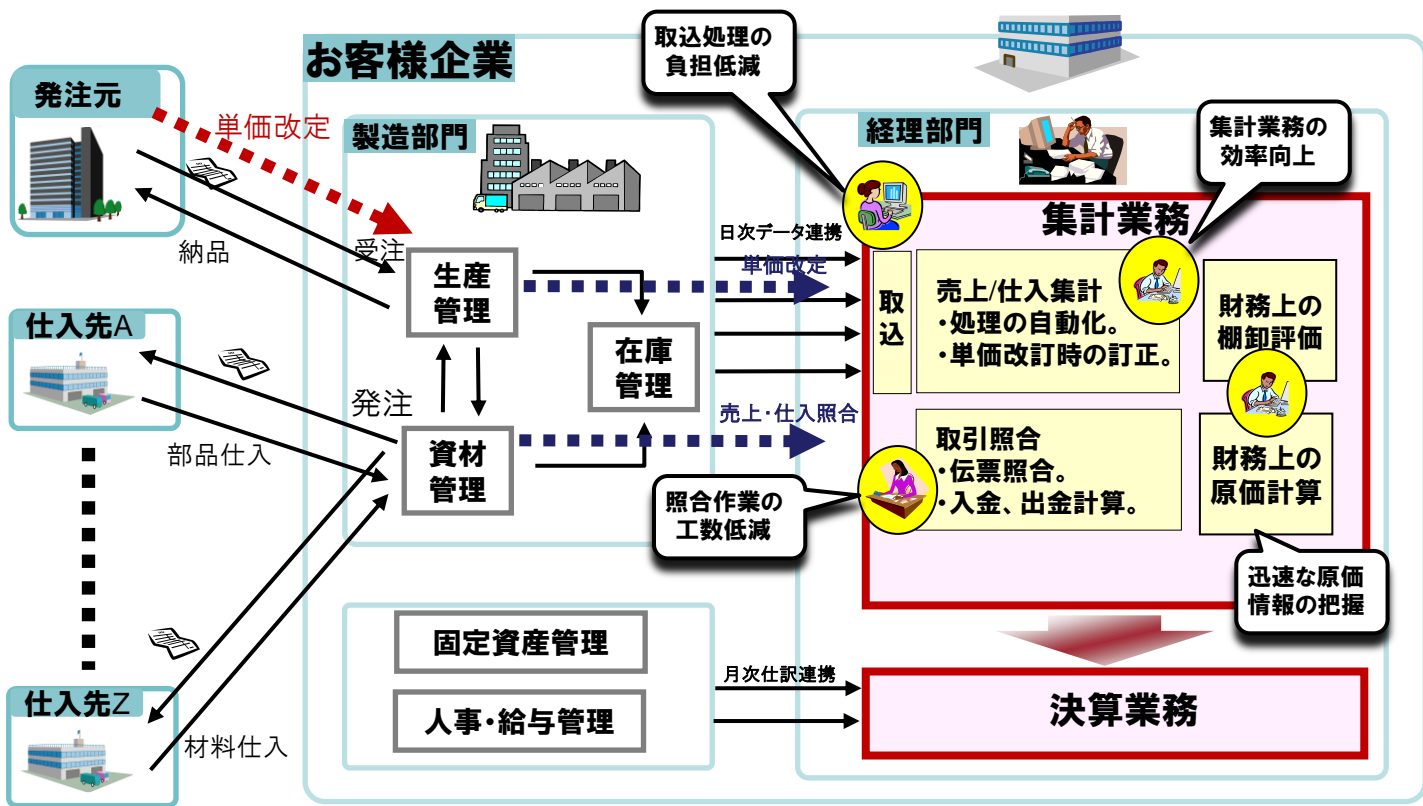 お客様企業
取込処理の
負担低減
発注元
単価改定
製造部門
経理部門
集計業務の
効率向上
納品
受注
日次データ連携
単価改定
集計業務
生産
管理
取
込
売上/仕入集計
・処理の自動化。
・単価改訂時の訂正。
財務上の
棚卸評価
仕入先A
在庫
管理
発注
売上・仕入照合
部品仕入
資材
管理
取引照合
・伝票照合。
・入金、出金計算。
財務上の
原価計算
照合作業の
工数低減
迅速な原価
情報の把握
固定資産管理
月次仕訳連携
人事・給与管理
決算業務
仕入先Z
材料仕入